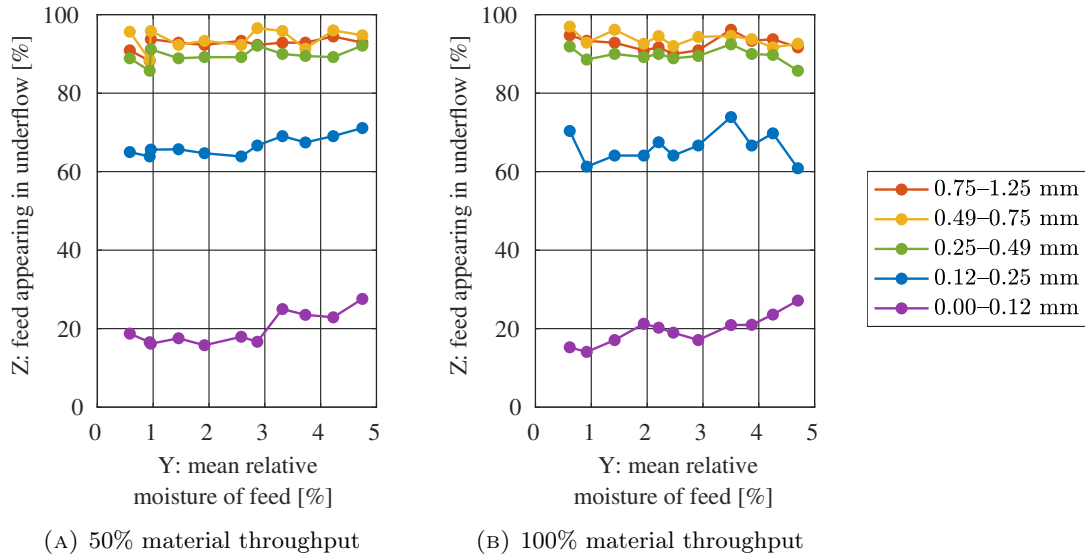 100
80
60
40
20
0
Z: feed appearing in underflow [%]
0 1 2 3 4 5
Y: mean relative
moisture of feed [%]
(A) 50% material throughput
100
80
60
40
20
0
Z: feed appearing in underflow [%]
0 1 2 3 4 5
Y: mean relative
moisture of feed [%]
(B) 100% material throughput
0.75–1.25 mm
0.49–0.75 mm
0.25–0.49 mm
0.12–0.25 mm
0.00–0.12 mm